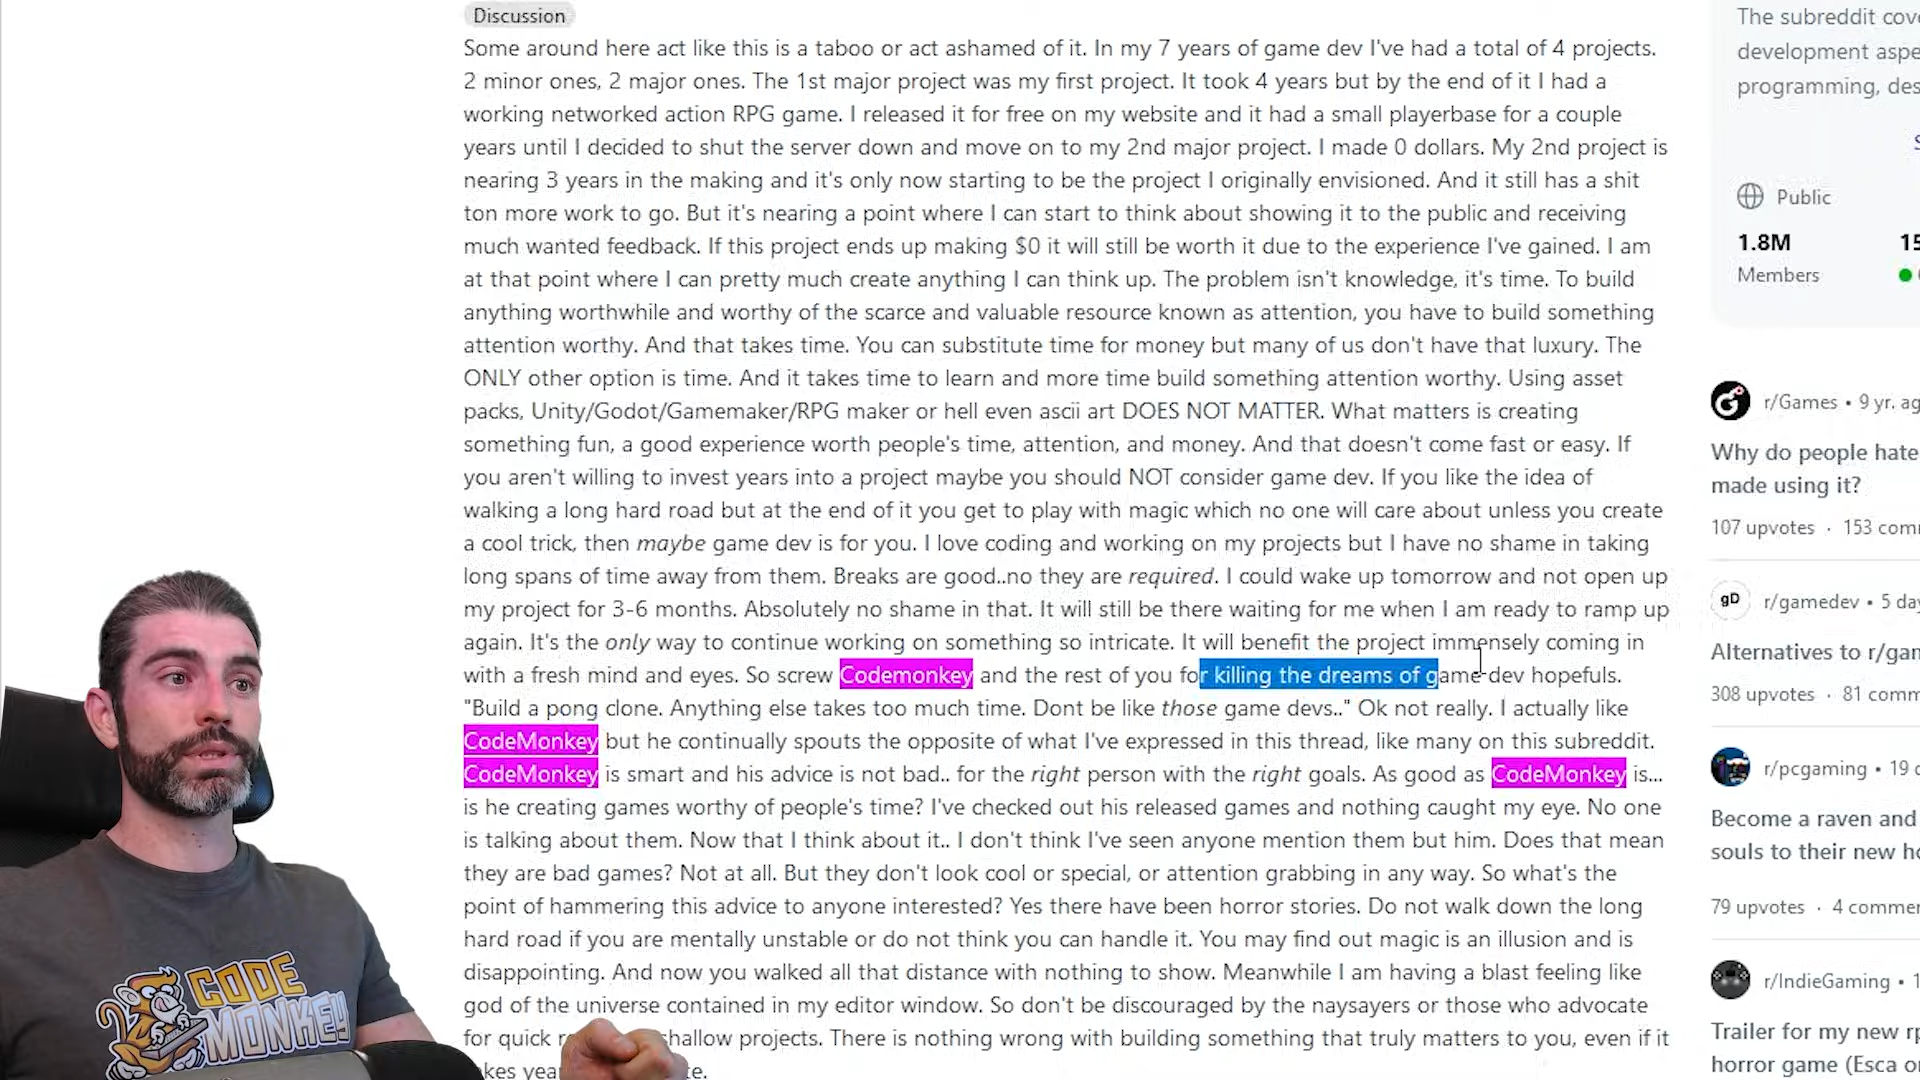 Discussion
Some around here act like this is a taboo or act ashamed of it. In my 7 years of game dev I've had a total of 4 projects.
2 minor ones, 2 major ones. The 1st major project was my first project. It took 4 years but by the end of it I had a
working networked action RPG game. I released it for free on my website and it had a small playerbase for a couple
years until I decided to shut the server down and move on to my 2nd major project. I made 0 dollars. My 2nd project is
nearing 3 years in the making and it's only now starting to be the project I originally envisioned. And it still has a shit
ton more work to go. But it's nearing a point where I can start to think about showing it to the public and receiving
much wanted feedback. If this project ends up making $0 it will still be worth it due to the experience I've gained. I am
at that point where I can pretty much create anything I can think up. The problem isn't knowledge, it's time. To build
anything worthwhile and worthy of the scarce and valuable resource known as attention, you have to build something
attention worthy. And that takes time. You can substitute time for money but many of us don't have that luxury. The
ONLY other option is time. And it takes time to learn and more time build something attention worthy. Using asset
packs, Unity/Godot/Gamemaker/RPG maker or hell even ascii art DOES NOT MATTER. What matters is creating
something fun, a good experience worth people's time, attention, and money. And that doesn't come fast or easy. If
you aren't willing to invest years into a project maybe you should NOT consider game dev. If you like the idea of
walking a long hard road but at the end of it you get to play with magic which no one will care about unless you create
a cool trick, then maybe game dev is for you. I love coding and working on my projects but I have no shame in taking
long spans of time away from them. Breaks are good..no they are required. I could wake up tomorrow and not open up
my project for 3-6 months. Absolutely no shame in that. It will still be there waiting for me when I am ready to ramp up
again. It's the only way to continue working on something so intricate. It will benefit the project immensely coming in
with a fresh mind and eyes. So screw Codemonkey and the rest of you for killing the dreams of game dev hopefuls.
"Build a pong clone. Anything else takes too much time. Dont be like those game devs.." Ok not really. I actually like
CodeMonkey but he continually spouts the opposite of what I've expressed in this thread, like many on this subreddit.
CodeMonkey is smart and his advice is not bad.. for the right person with the right goals. As good as CodeMonkey is...
is he creating games worthy of people's time? I've checked out his released games and nothing caught my eye. No one
is talking about them. Now that I think about it.. I don't think I've seen anyone mention them but him. Does that mean
they are bad games? Not at all. But they don't look cool or special, or attention grabbing in any way. So what's the
point of hammering this advice to anyone interested? Yes there have been horror stories. Do not walk down the long
hard road if you are mentally unstable or do not think you can handle it. You may find out magic is an illusion and is
disappointing. And now you walked all that distance with nothing to show. Meanwhile I am having a blast feeling like
god of the universe contained in my editor window. So don't be discouraged by the naysayers or those who advocate
for quick hallow projects. There is nothing wrong with building something that truly matters to you, even if it
The subreddit cov
development aspe
programming, des
Public
1.8M
Members
15
r/Games • 9 yr. ag
Why do people hate
made using it?
107 upvotes · 153 comm
r/gamedev • 5 day
Alternatives to r/gam
308 upvotes · 81 comm
r/pcgaming • 19 d
Become a raven and
souls to their new ho
79 upvotes · 4 commen
r/IndieGaming • 1
Trailer for my new rp
horror game (Esca o
CODE
MONKEY